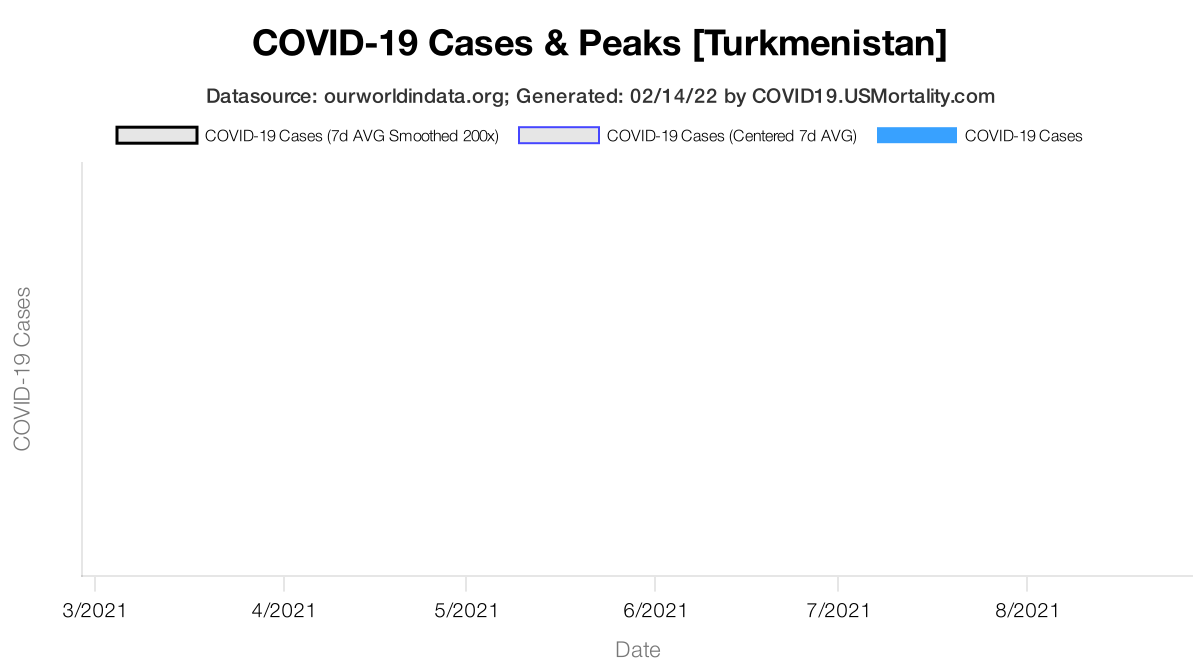 COVID-19 Cases & Peaks [Turkmenistan]
Datasource: ourworldindata.org; Generated: 02/14/22 by COVID19.USMortality.com
COVID-19 Cases (7d AVG Smoothed 200x) COVID-19 Cases (Centered 7d AVG) COVID-19 Cases
COVID-19 Cases
3/2021 4/2021 5/2021 6/2021 7/2021 8/2021
Date